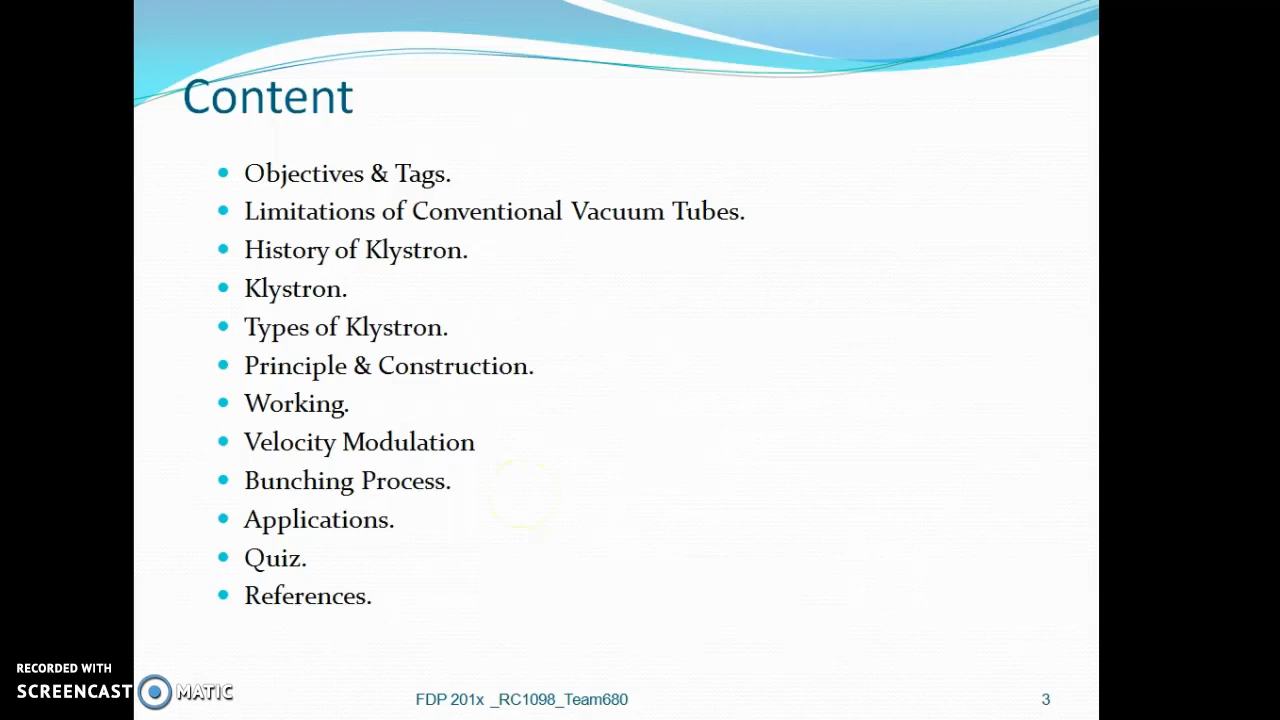 Content
Objectives & Tags.
Limitations of Conventional Vacuum Tubes.
History of Klystron.
Klystron.
Types of Klystron.
Principle & Construction.
Working.
Velocity Modulation
Bunching Process.
Applications.
Quiz.
References.
RECORDED WITH
SCREENCAST MATIC
FDP 201x _RC1098_Team680
3